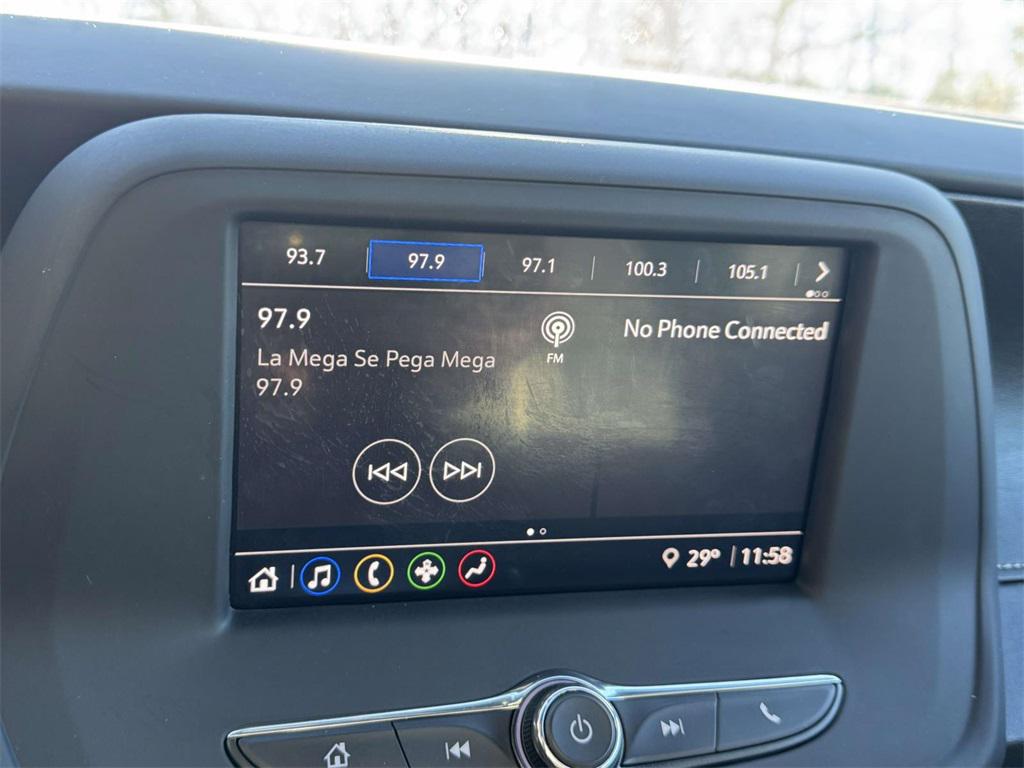 93.7 97.9 97.1 100.3 105.1
97.9
FM
No Phone Connected
La Mega Se Pega Mega
97.9
29° 11:58